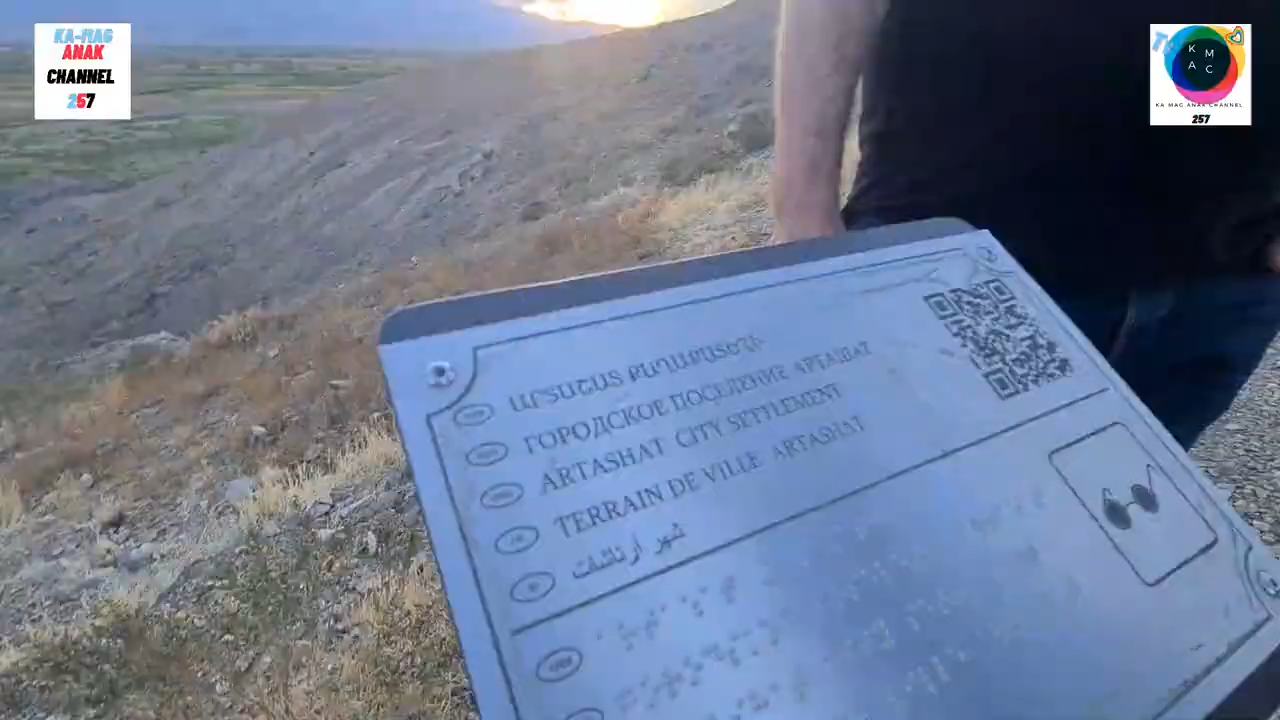 KA-MAG
ANAK
CHANNEL
257
K M
A C
KA MAG ANAK CHANNEL
257
ԱՐՏԱՇԱՏ ՔԱՂԱՔԱՏԵՂԻ
ГОРОДСКОЕ ПОСЕЛЕНИЕ АРТАШАТ
ARTASHAT CITY SETTLEMENT
TERRAIN DE VILLE ARTASHAT
شهر آرتاشات